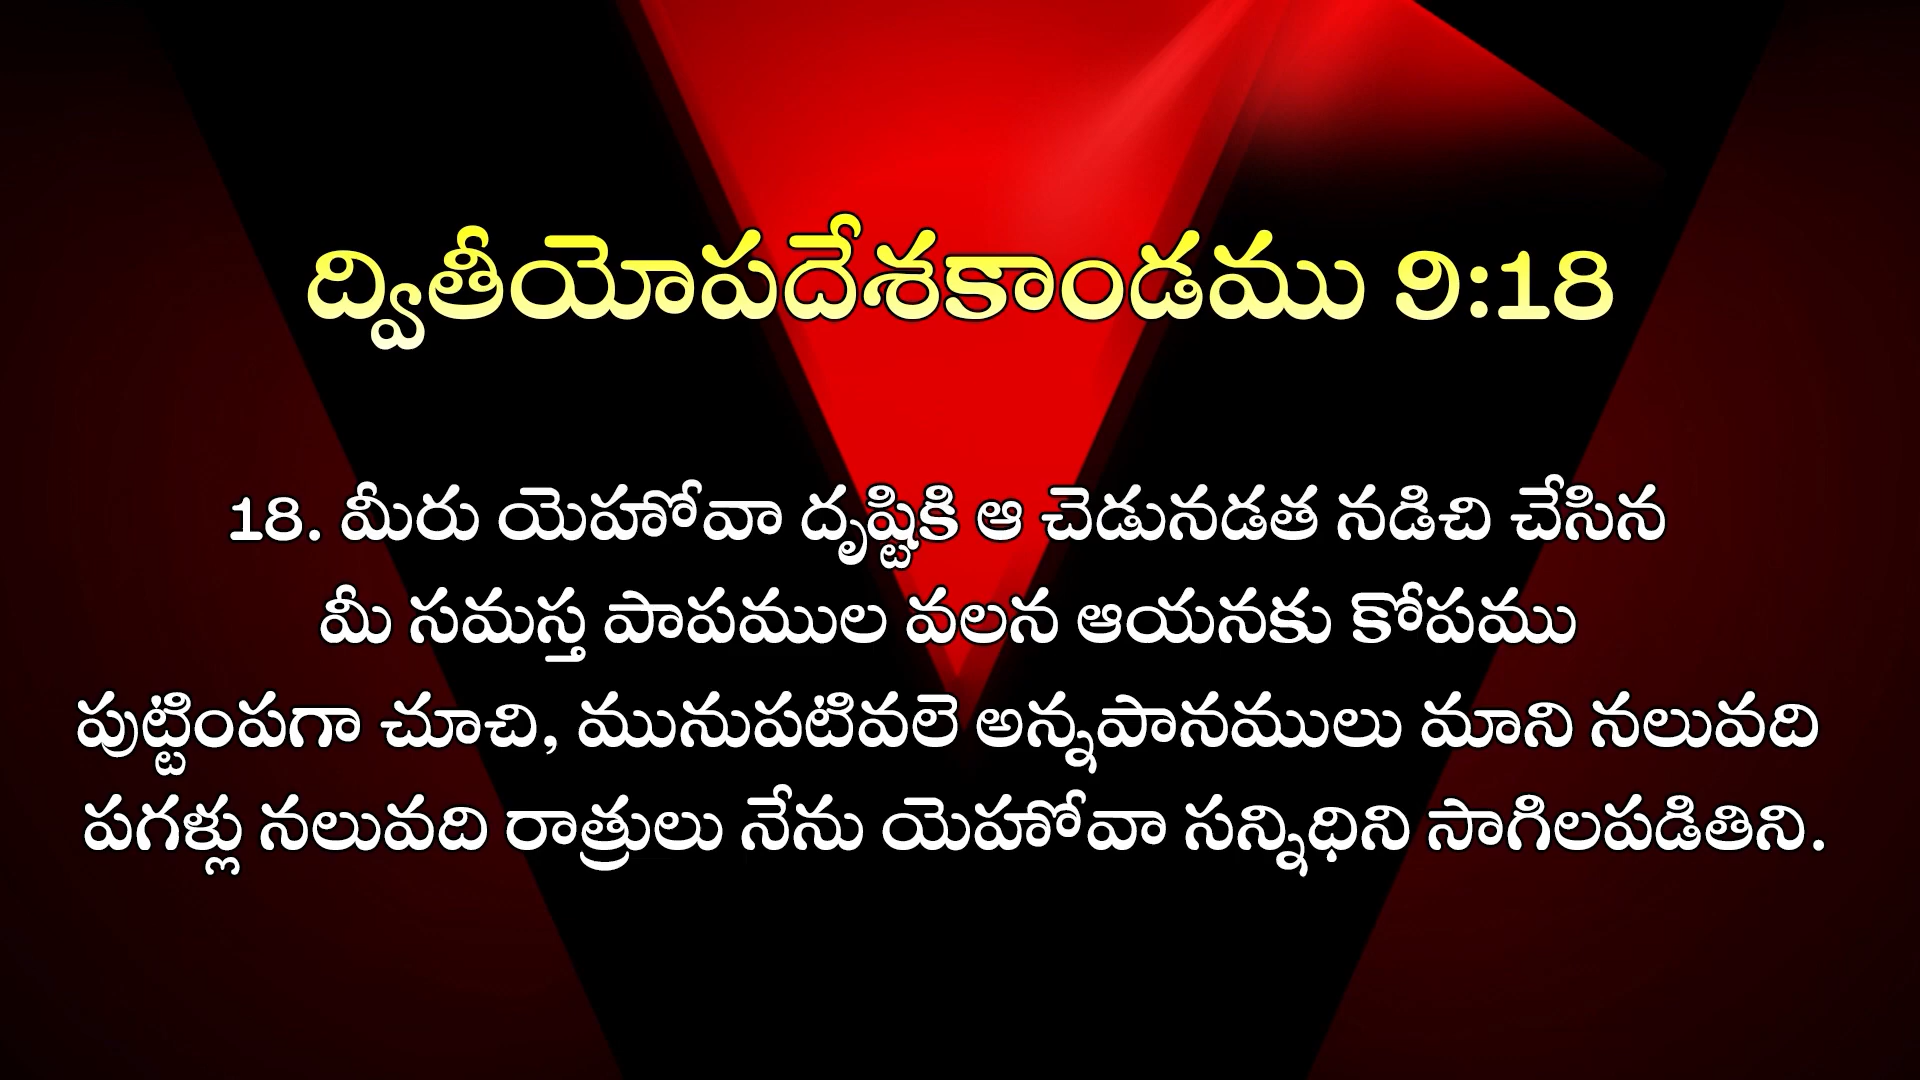 ద్వితీయోపదేశకాండము 9:18
18. మీరు యెహోవా దృష్టికి ఆ చెడునడత నడిచి చేసిన
మీ సమస్త పాపముల వలన ఆయనకు కోపము
పుట్టింపగా చూచి, మునుపటివలె అన్నపానములు మాని నలువది
పగళ్లు నలువది రాత్రులు నేను యెహోవా సన్నిధిని సాగిలపడితిని.